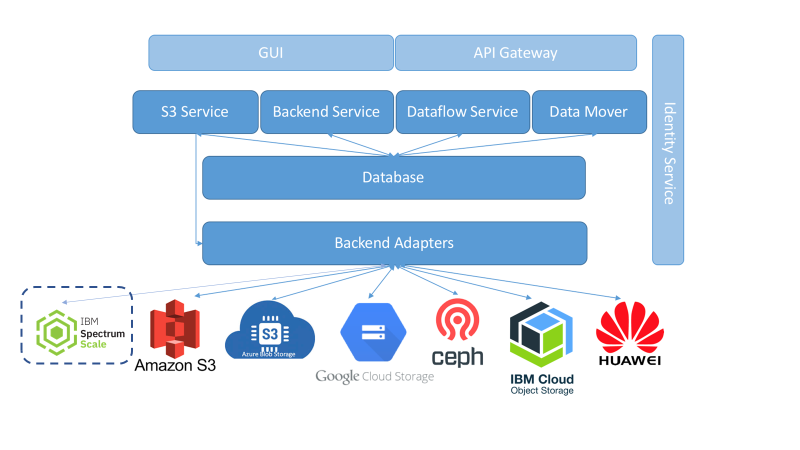 GUI
API Gateway
S3 Service
Backend Service
Dataflow Service
Data Mover
Identity Service
Database
Backend Adapters
IBM
Spectrum
Scale
Amazon S3
S3
Azure Blob Storage
Google Cloud Storage
ceph
IBM Cloud
Object Storage
HUAWEI